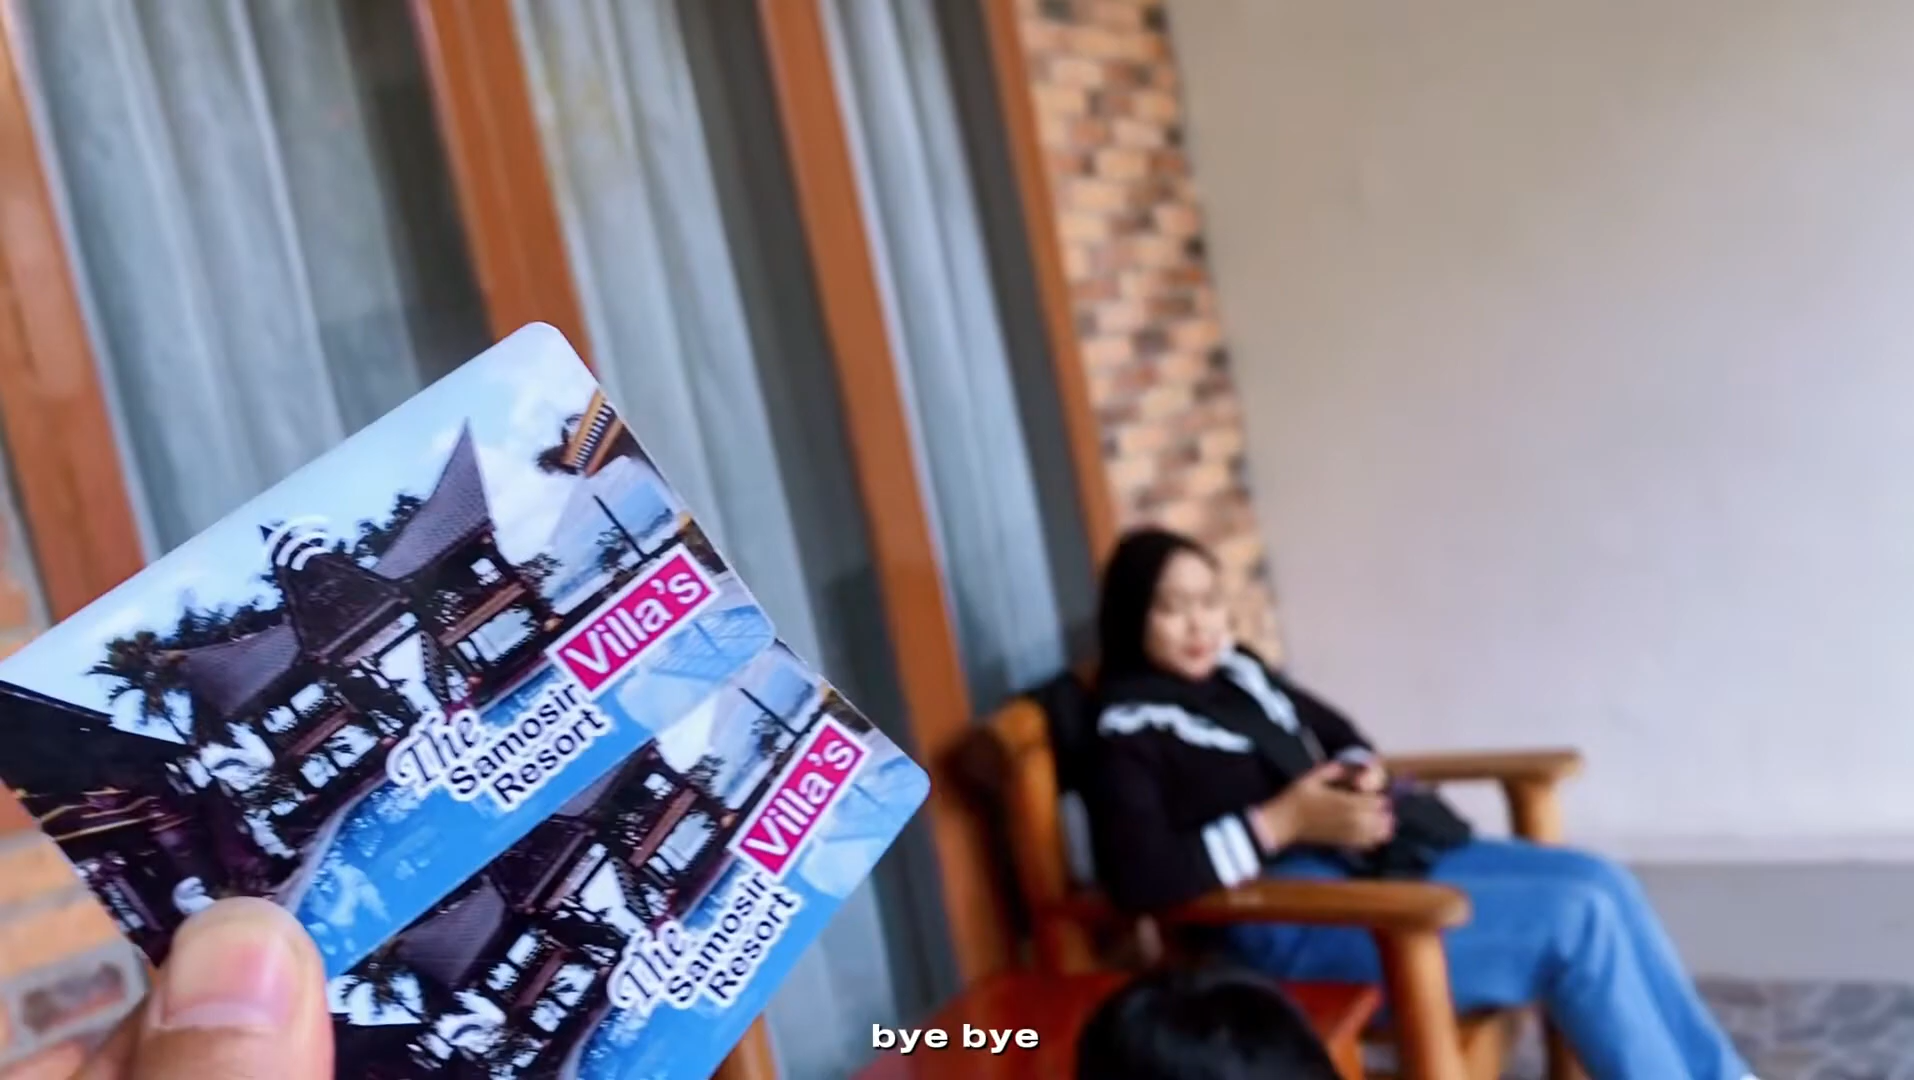 Villa's
The
Samosir
Resort
Villa's
The
Samosir
Resort
bye bye